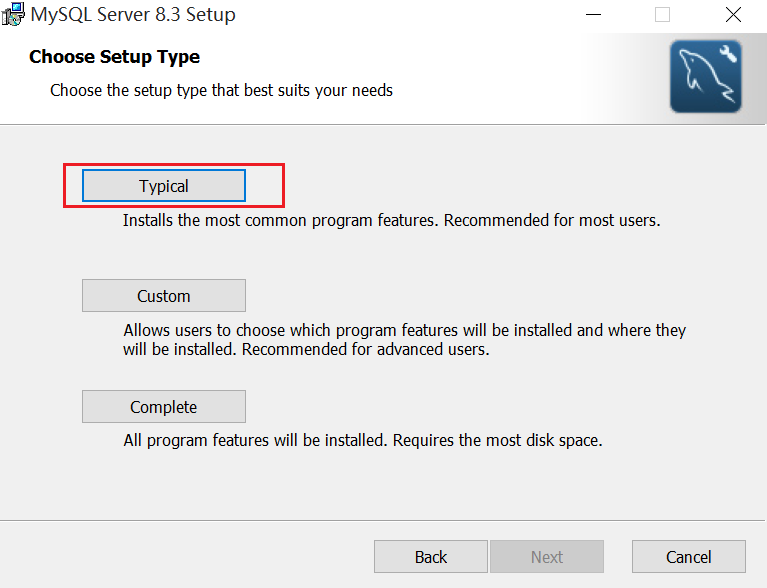 MySQL Server 8.3 Setup
Choose Setup Type
Choose the setup type that best suits your needs
Typical
Installs the most common program features. Recommended for most users.
Custom
Allows users to choose which program features will be installed and where they
will be installed. Recommended for advanced users.
Complete
All program features will be installed. Requires the most disk space.
Back
Next
Cancel